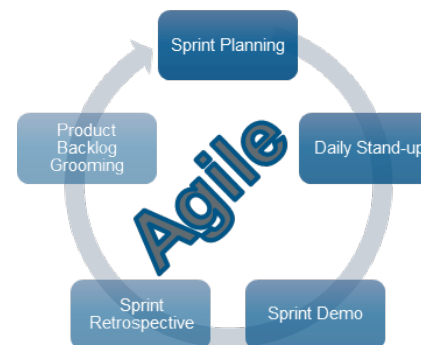 Sprint Planning
Daily Stand-up
Sprint Demo
Sprint
Retrospective
Product
Backlog
Grooming
Agile